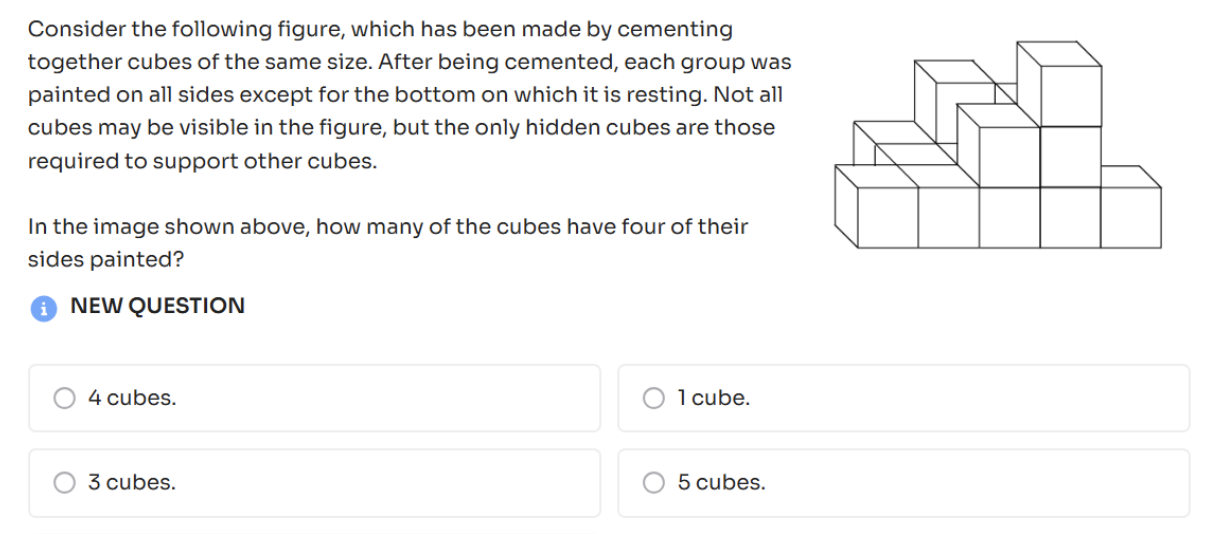 Consider the following figure, which has been made by cementing
together cubes of the same size. After being cemented, each group was
painted on all sides except for the bottom on which it is resting. Not all
cubes may be visible in the figure, but the only hidden cubes are those
required to support other cubes.
In the image shown above, how many of the cubes have four of their
sides painted?
i NEW QUESTION
4 cubes.
1 cube.
3 cubes.
5 cubes.